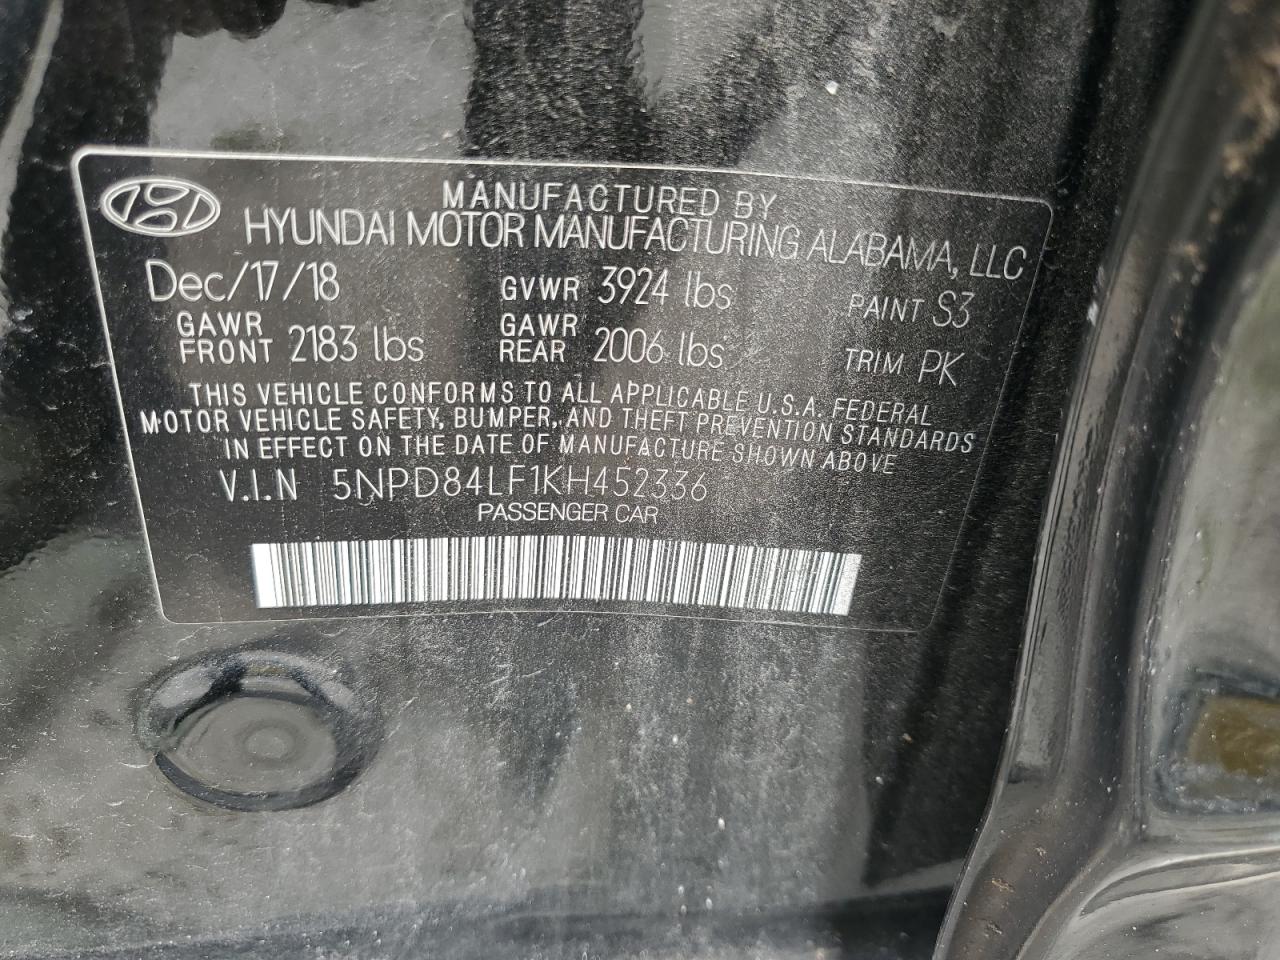 MANUFACTURED BY
HYUNDAI MOTOR MANUFACTURING ALABAMA, LLC
Dec/17/18 GVWR 3924 lbs PAINT S3
GAWR FRONT 2183 lbs GAWR REAR 2006 lbs TRIM PK
THIS VEHICLE CONFORMS TO ALL APPLICABLE U.S.A. FEDERAL
MOTOR VEHICLE SAFETY, BUMPER, AND THEFT PREVENTION STANDARDS
IN EFFECT ON THE DATE OF MANUFACTURE SHOWN ABOVE
V.I.N 5NPD84LF1KH452336
PASSENGER CAR